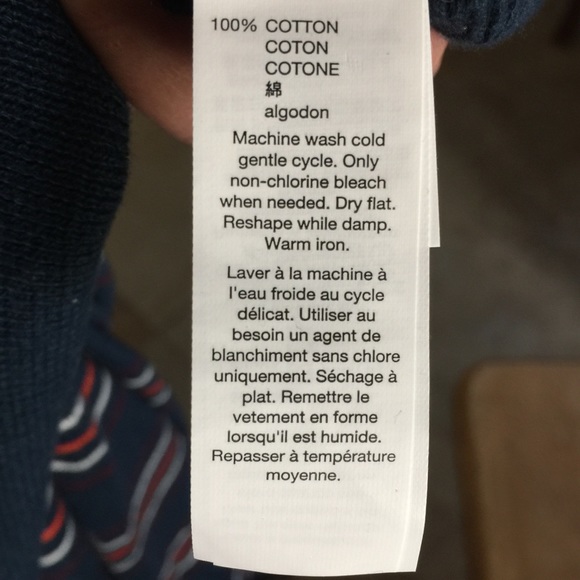 100% COTTON
COTON
COTONE
綿
algodon
Machine wash cold
gentle cycle. Only
non-chlorine bleach
when needed. Dry flat.
Reshape while damp.
Warm iron.
Laver à la machine à
l'eau froide au cycle
délicat. Utiliser au
besoin un agent de
blanchiment sans chlore
uniquement. Séchage à
plat. Remettre le
vetement en forme
lorsqu'il est humide.
Repasser à température
moyenne.